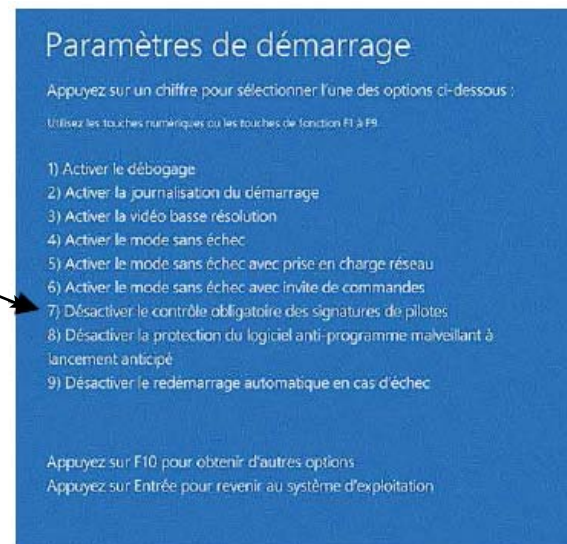 Paramètres de démarrage
Appuyez sur un chiffre pour sélectionner l'une des options ci-dessous :
Utilisez les touches numériques ou les touches de fonction F1 à F9.
1) Activer le débogage
2) Activer la journalisation du démarrage
3) Activer la vidéo basse résolution
4) Activer le mode sans échec
5) Activer le mode sans échec avec prise en charge réseau
6) Activer le mode sans échec avec invite de commandes
7) Désactiver le contrôle obligatoire des signatures de pilotes
8) Désactiver la protection du logiciel anti-programme malveillant à
lancement anticipé
9) Désactiver le redémarrage automatique en cas d'échec
Appuyez sur F10 pour obtenir d'autres options
Appuyez sur Entrée pour revenir au système d'exploitation